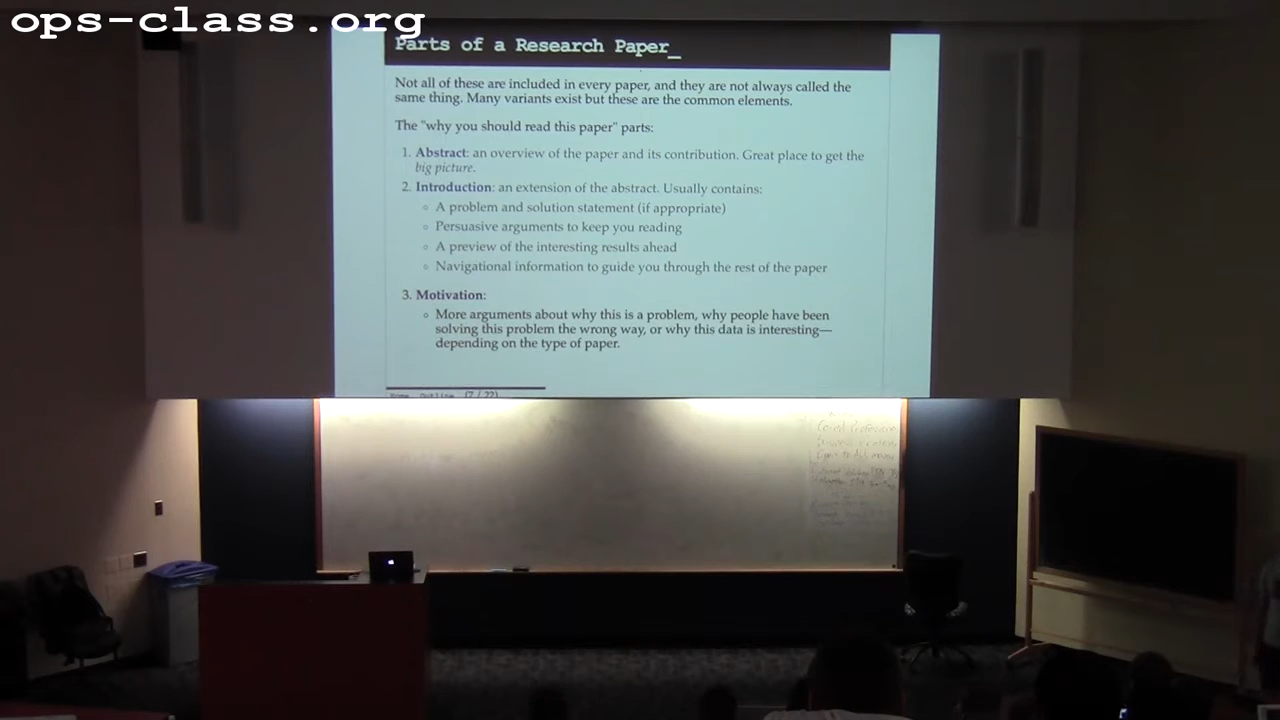 ops-class.org
Parts of a Research Paper_
Not all of these are included in every paper, and they are not always called the
same thing. Many variants exist but these are the common elements.
The "why you should read this paper" parts:
1. Abstract: an overview of the paper and its contribution. Great place to get the
big picture.
2. Introduction: an extension of the abstract. Usually contains:
◦ A problem and solution statement (if appropriate)
◦ Persuasive arguments to keep you reading
◦ A preview of the interesting results ahead
◦ Navigational information to guide you through the rest of the paper
3. Motivation:
◦ More arguments about why this is a problem, why people have been
solving this problem the wrong way, or why this data is interesting—
depending on the type of paper.
Home Outline (7 / 22)